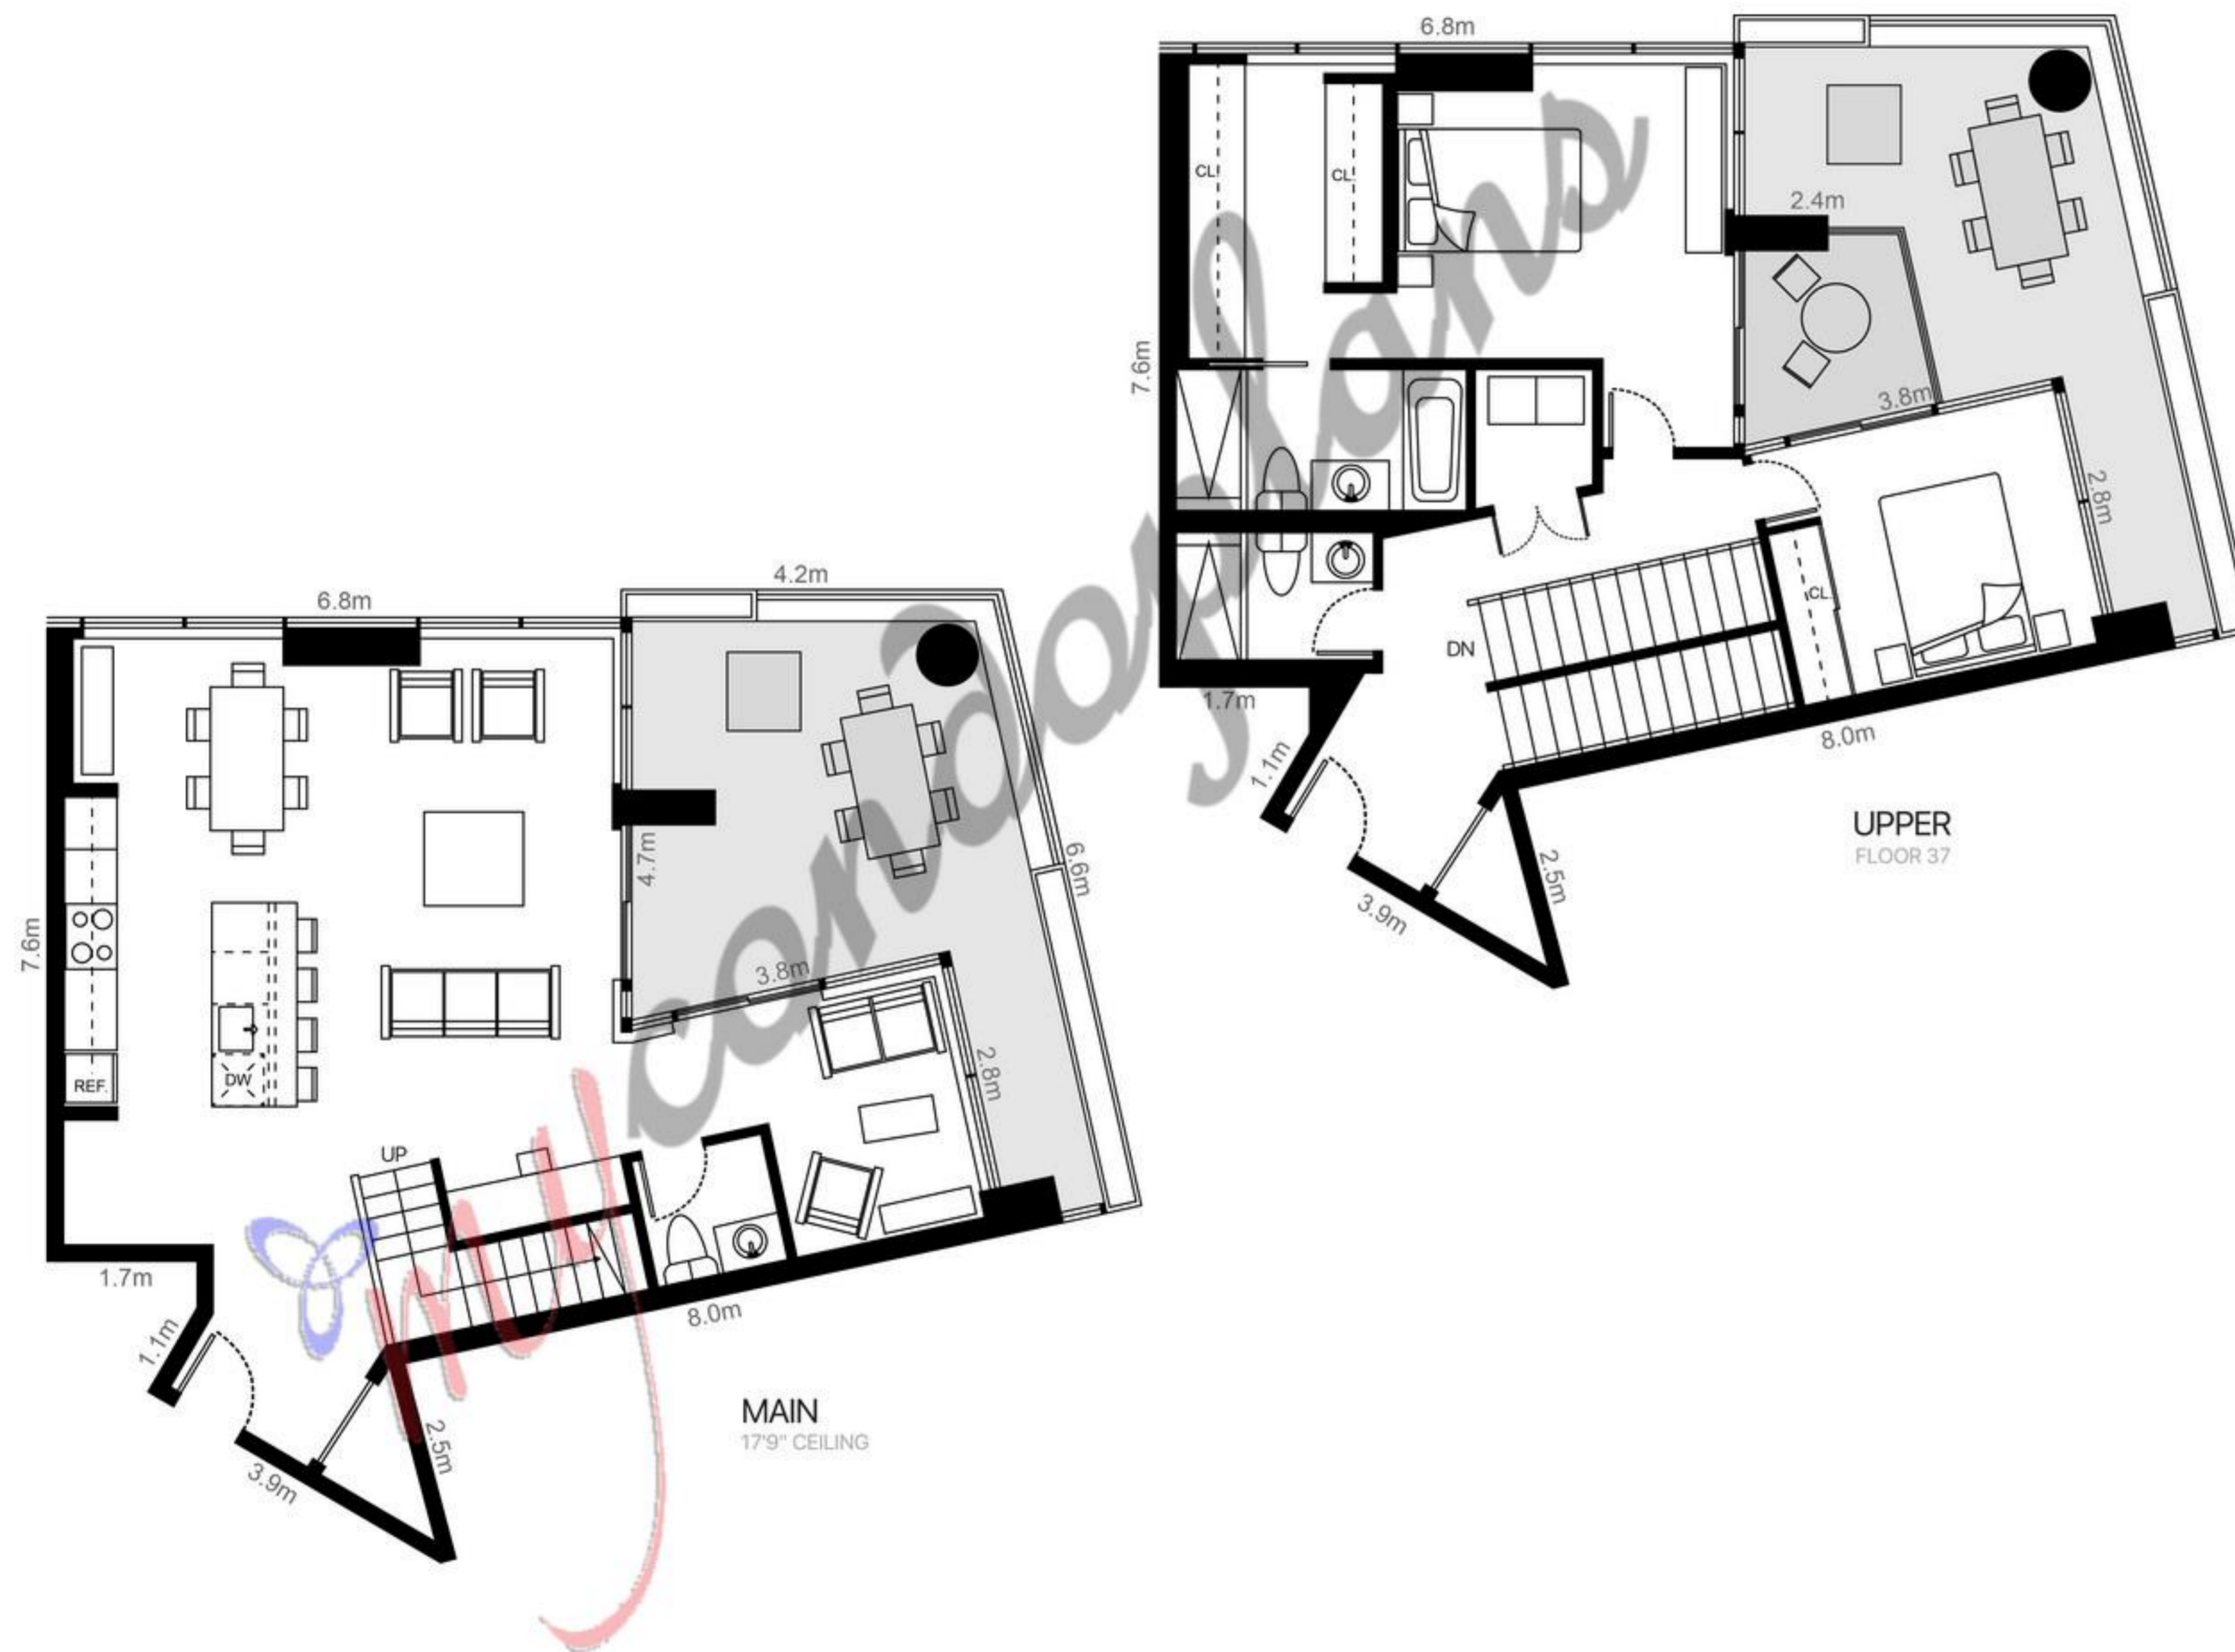 6.8m
CL.
CL.
2.4m
7.6m
3.8m
2.8m
CL.
DN
1.7m
1.1m
8.0m
3.9m
2.5m
UPPER
FLOOR 37
4.2m
6.8m
4.7m
6.6m
7.6m
3.8m
REF.
DW
2.8m
UP
1.7m
1.1m
8.0m
3.9m
2.5m
MAIN
17'9" CEILING
mycondoplans